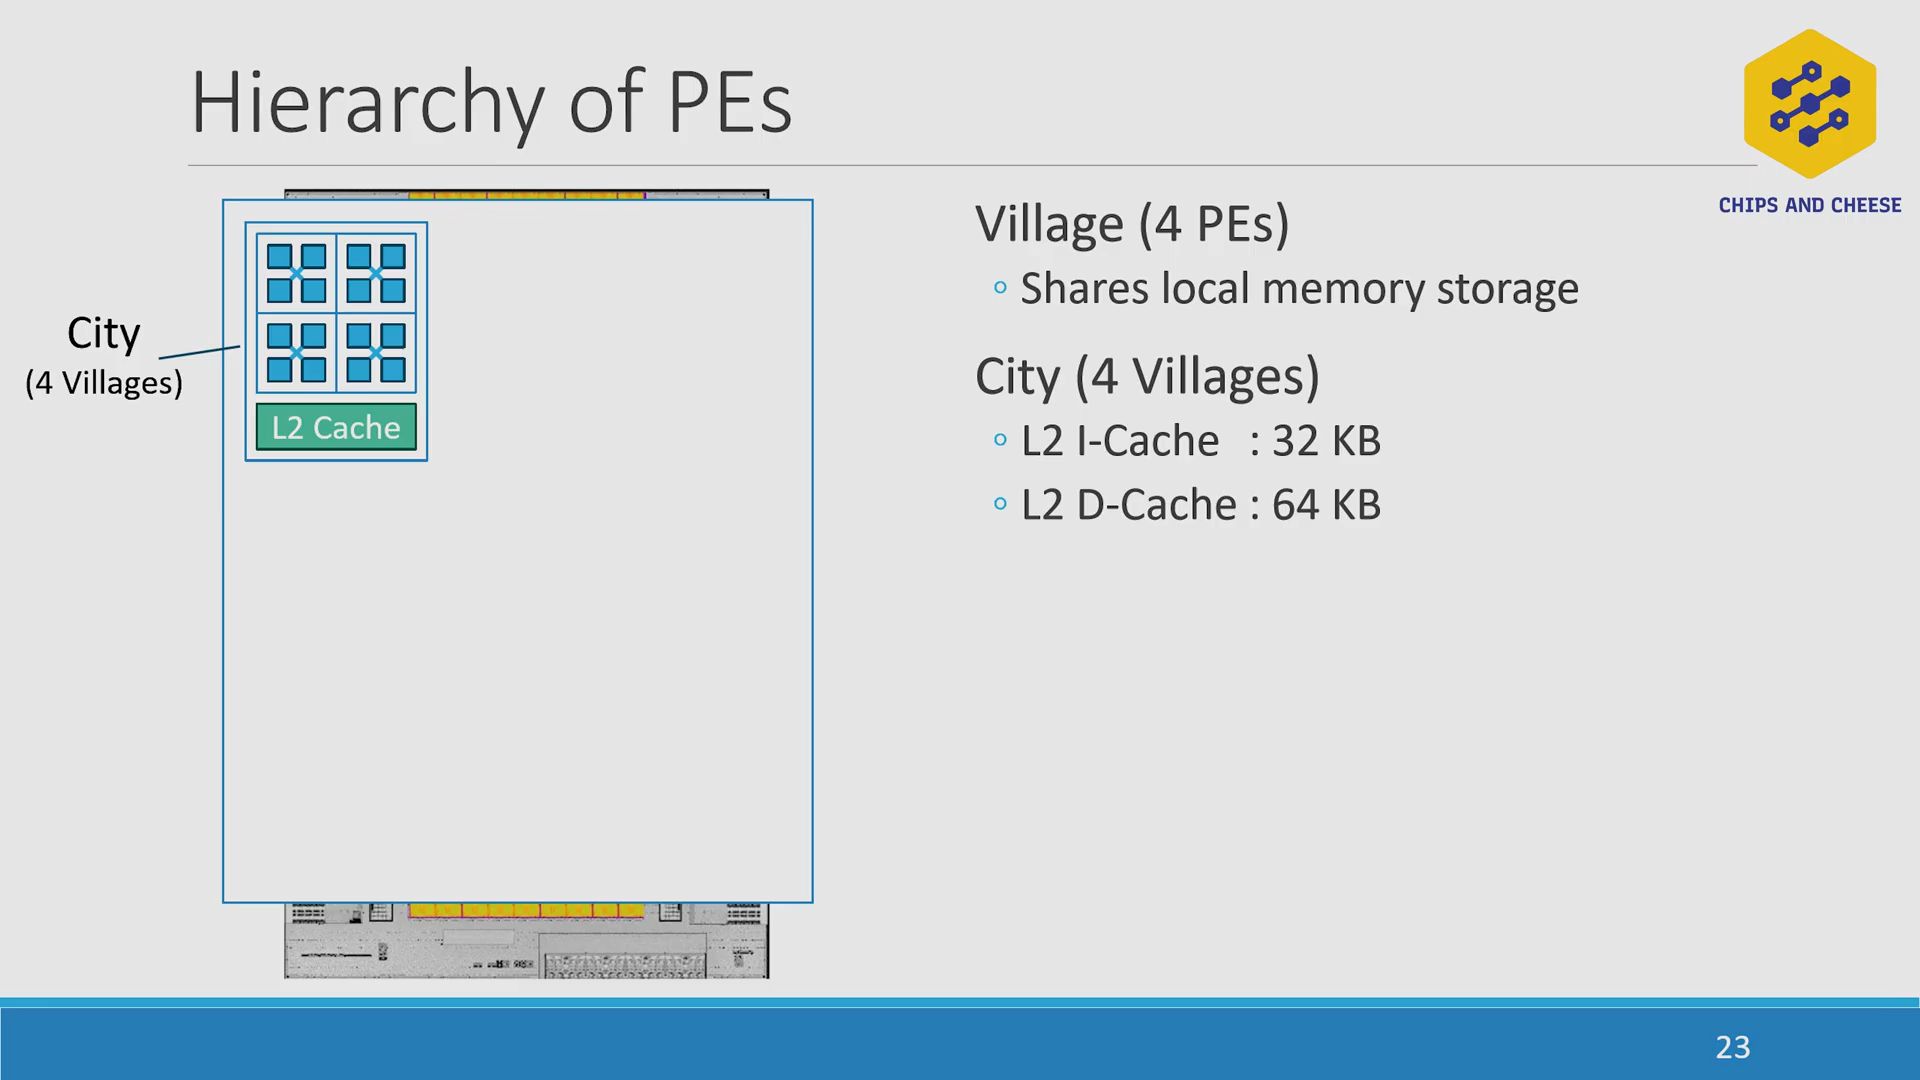 Hierarchy of PEs
CHIPS AND CHEESE
City
(4 Villages)
L2 Cache
Village (4 PEs)
Shares local memory storage
City (4 Villages)
L2 I-Cache : 32 KB
L2 D-Cache : 64 KB
23